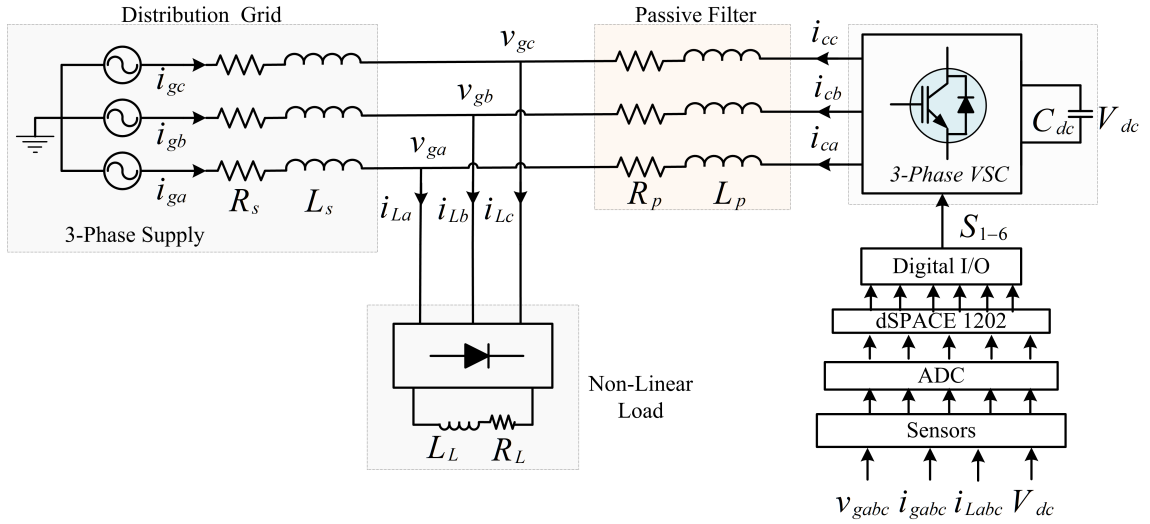 Distribution Grid
Passive Filter
v_gc
i_cc
i_gc
v_gb
i_cb
C_dc
V_dc
i_gb
v_ga
i_ca
3-Phase VSC
i_ga
R_s
L_s
R_p
L_p
i_La
i_Lb
i_Lc
3-Phase Supply
S_1–6
Digital I/O
dSPACE 1202
ADC
Non-Linear
Load
Sensors
L_L
R_L
v_gabc i_gabc i_Labc V_dc